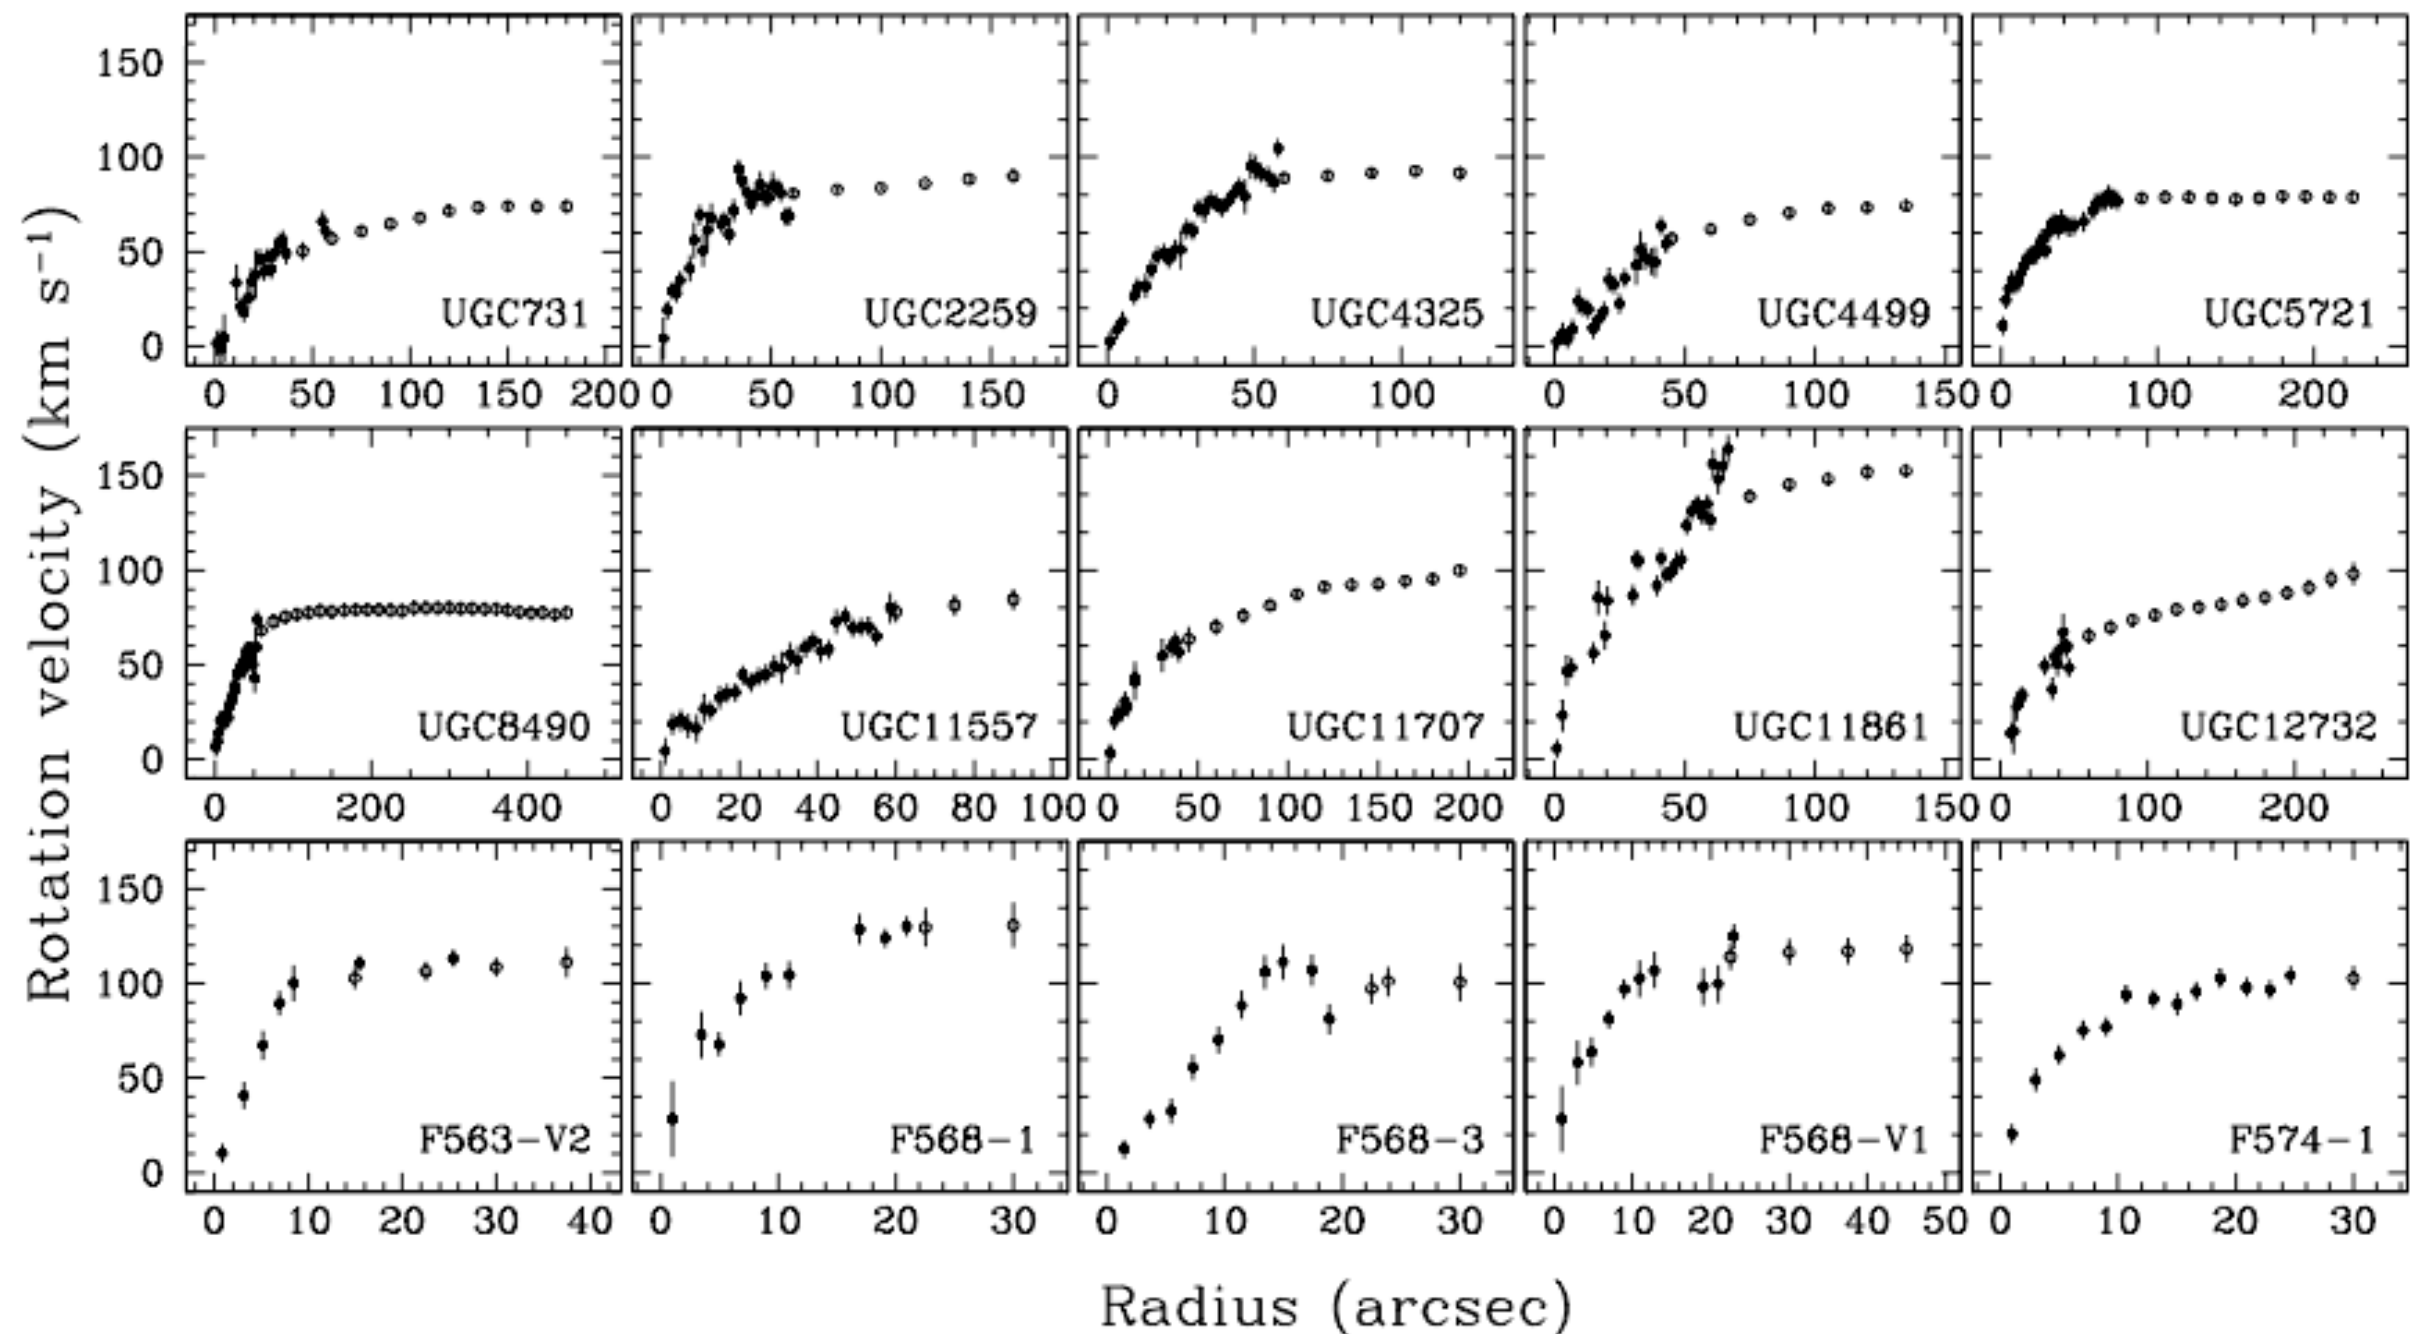 Rotation velocity (km s−1)
150
100
50
0
UGC731
UGC2259
UGC4325
UGC4499
UGC5721
0 50 100 150 200
0 50 100 150
0 50 100
0 50 100 150
0 100 200
150
100
50
0
UGC8490
UGC11557
UGC11707
UGC11861
UGC12732
0 200 400
0 20 40 60 80 100
0 50 100 150 200
0 50 100 150
0 100 200
150
100
50
0
F563−V2
F568−1
F568−3
F568−V1
F574−1
0 10 20 30 40
0 10 20 30
0 10 20 30
0 10 20 30 40 50
0 10 20 30
Radius (arcsec)